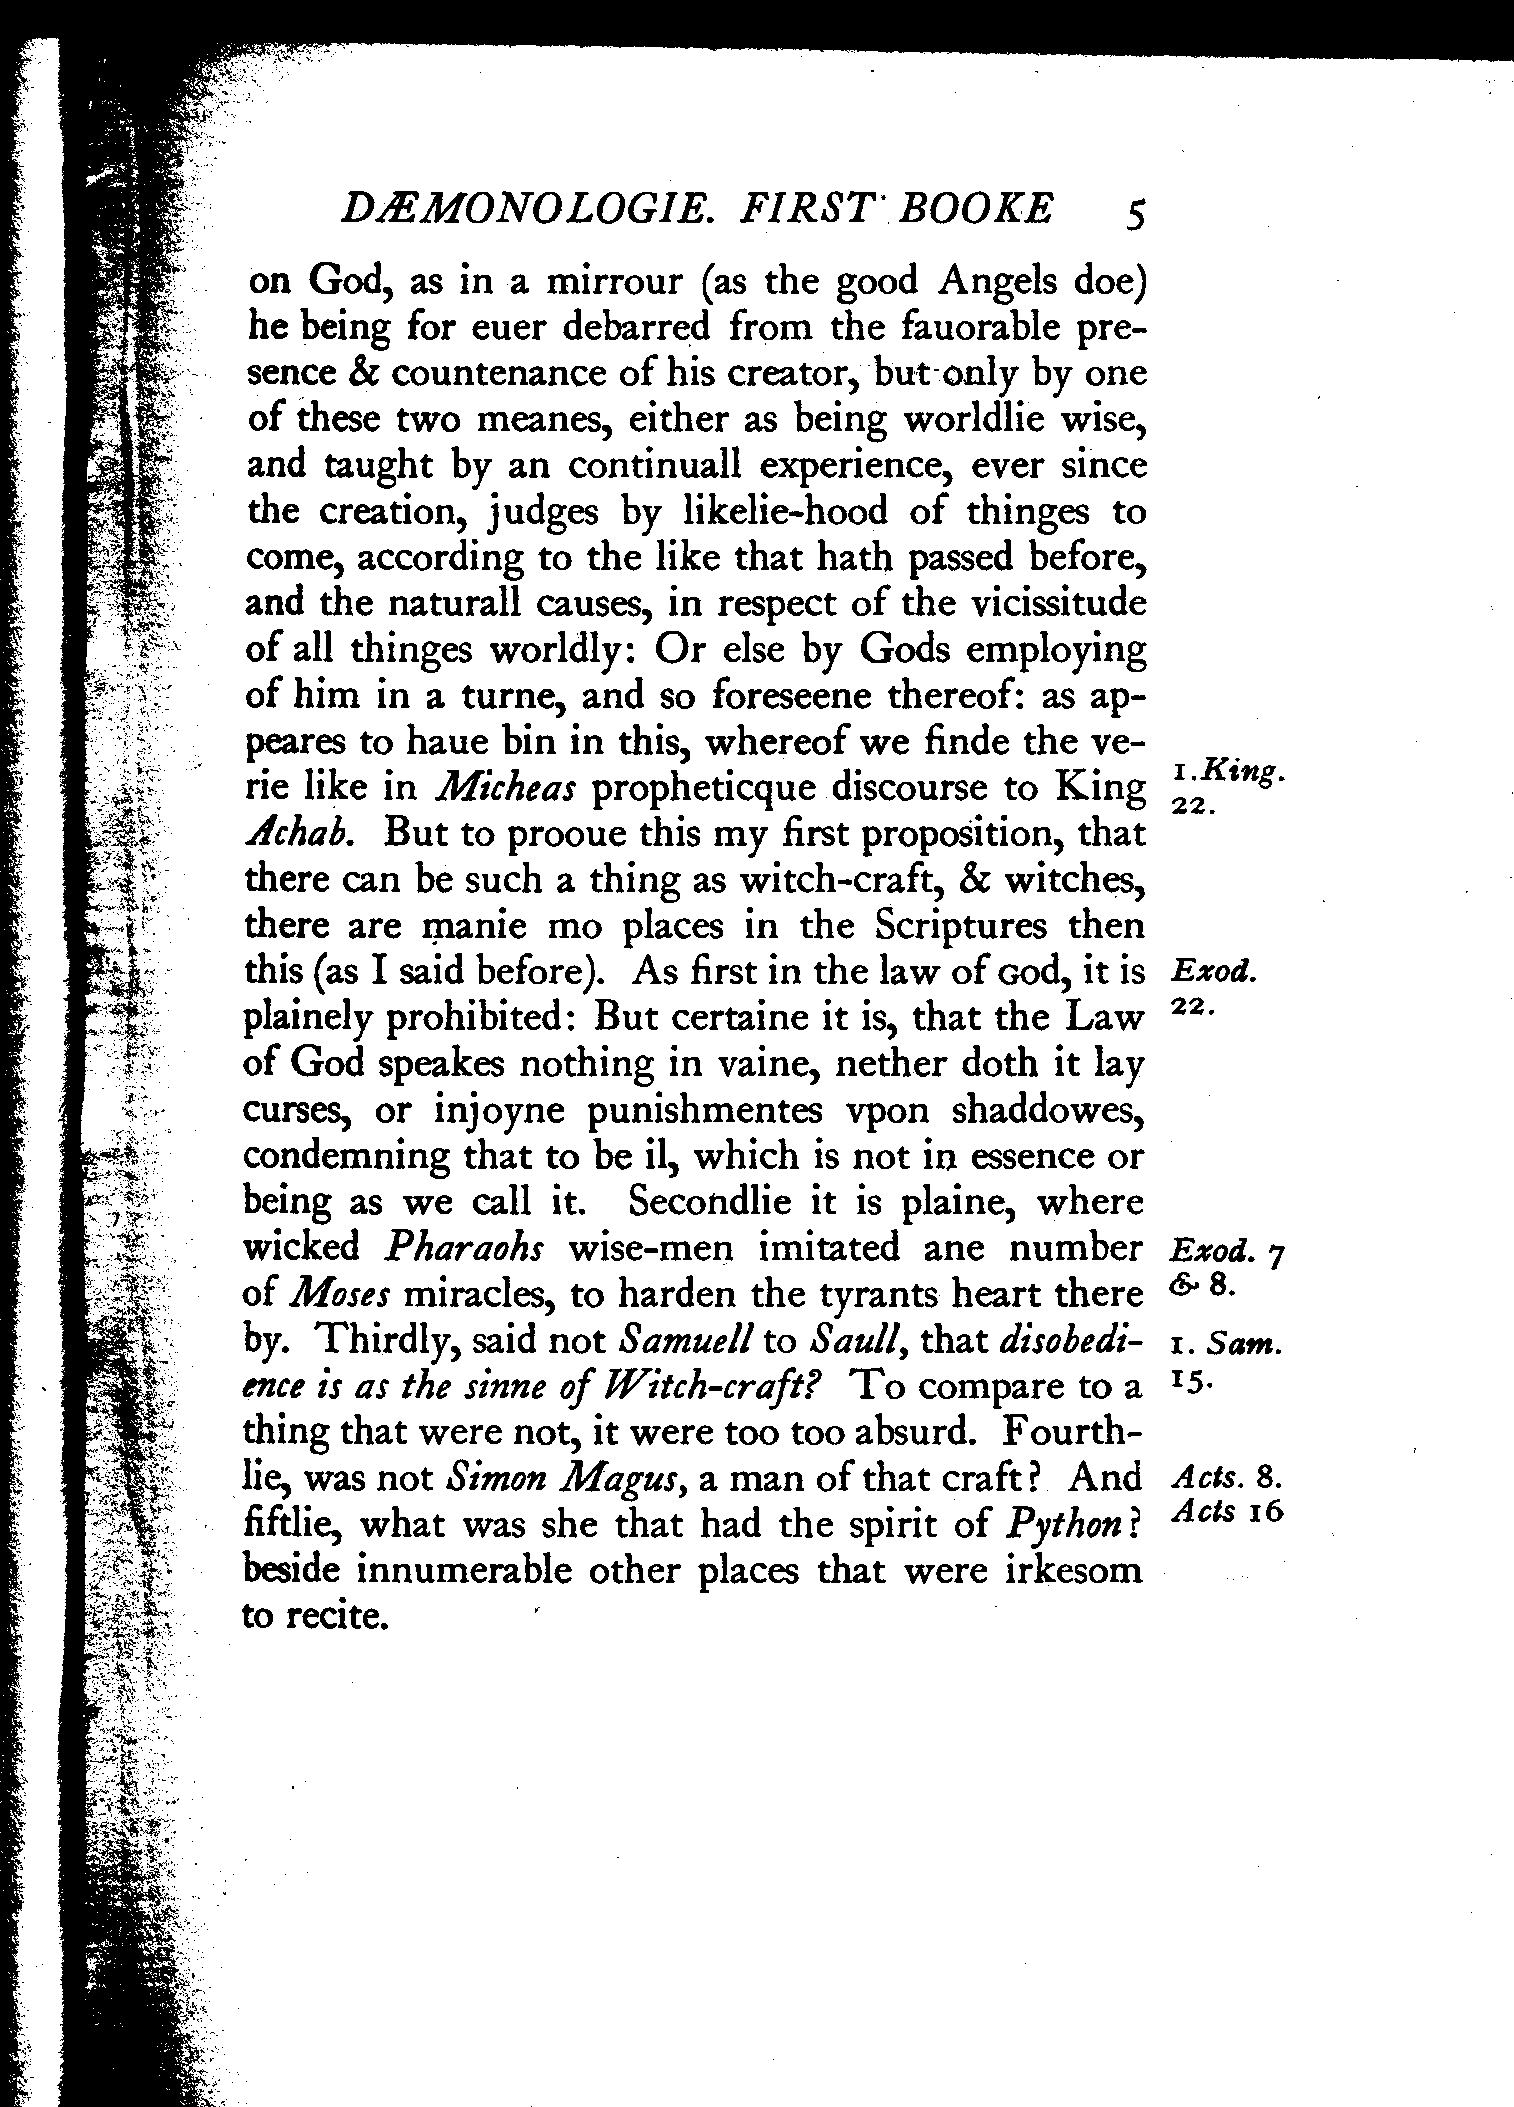 DÆMONOLOGIE. FIRST BOOKE 5
on God, as in a mirrour (as the good Angels doe)
he being for euer debarred from the fauorable pre-
sence & countenance of his creator, but only by one
of these two meanes, either as being worldlie wise,
and taught by an continuall experience, ever since
the creation, judges by likelie-hood of thinges to
come, according to the like that hath passed before,
and the naturall causes, in respect of the vicissitude
of all thinges worldly: Or else by Gods employing
of him in a turne, and so foreseene thereof: as ap-
peares to haue bin in this, whereof we finde the ve-
rie like in Micheas propheticque discourse to King
1. King.
22.
Achab. But to prooue this my first proposition, that
there can be such a thing as witch-craft, & witches,
there are manie mo places in the Scriptures then
this (as I said before). As first in the law of God, it is
Exod.
22.
plainely prohibited: But certaine it is, that the Law
of God speakes nothing in vaine, nether doth it lay
curses, or injoyne punishmentes vpon shaddowes,
condemning that to be il, which is not in essence or
being as we call it. Secondlie it is plaine, where
wicked Pharaohs wise-men imitated ane number
Exod. 7
& 8.
of Moses miracles, to harden the tyrants heart there
by. Thirdly, said not Samuell to Saull, that disobedi-
1. Sam.
15.
ence is as the sinne of Witch-craft? To compare to a
thing that were not, it were too too absurd. Fourth-
lie, was not Simon Magus, a man of that craft? And
Acts. 8.
fiftlie, what was she that had the spirit of Python?
Acts 16
beside innumerable other places that were irkesom
to recite.